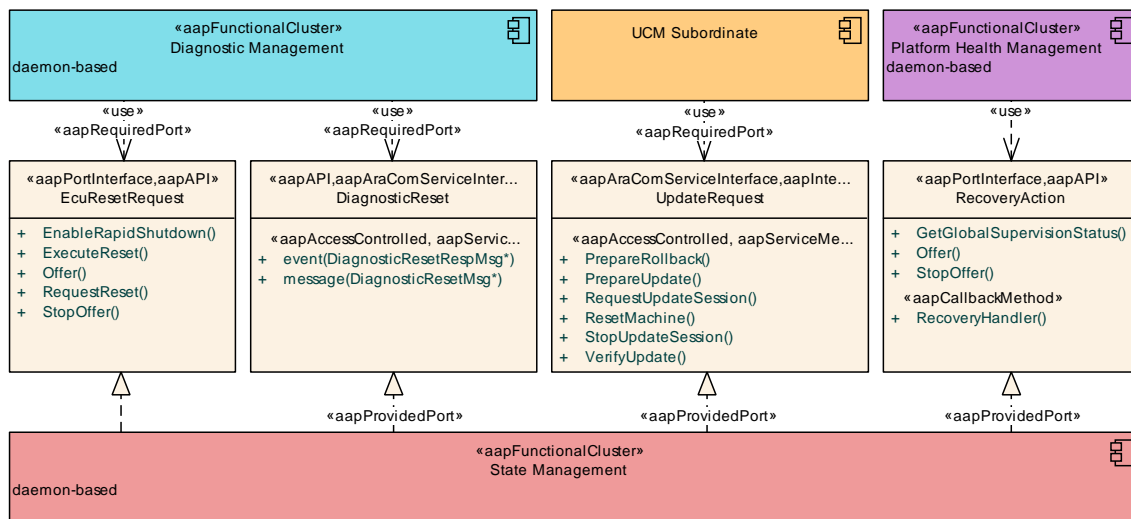 «aapFunctionalCluster»
Diagnostic Management
daemon-based
UCM Subordinate
«aapFunctionalCluster»
Platform Health Management
daemon-based
«use»
«aapRequiredPort»
«use»
«aapRequiredPort»
«use»
«aapRequiredPort»
«use»
«aapPortInterface,aapAPI»
EcuResetRequest
+ EnableRapidShutdown()
+ ExecuteReset()
+ Offer()
+ RequestReset()
+ StopOffer()
«aapAPI,aapAraComServiceInter...
DiagnosticReset
«aapAccessControlled, aapServic...
+ event(DiagnosticResetRespMsg*)
+ message(DiagnosticResetMsg*)
«aapAraComServiceInterface,aapInte...
UpdateRequest
«aapAccessControlled, aapServiceMe...
+ PrepareRollback()
+ PrepareUpdate()
+ RequestUpdateSession()
+ ResetMachine()
+ StopUpdateSession()
+ VerifyUpdate()
«aapPortInterface,aapAPI»
RecoveryAction
+ GetGlobalSupervisionStatus()
+ Offer()
+ StopOffer()
«aapCallbackMethod»
+ RecoveryHandler()
«aapProvidedPort»
«aapProvidedPort»
«aapProvidedPort»
«aapFunctionalCluster»
State Management
daemon-based